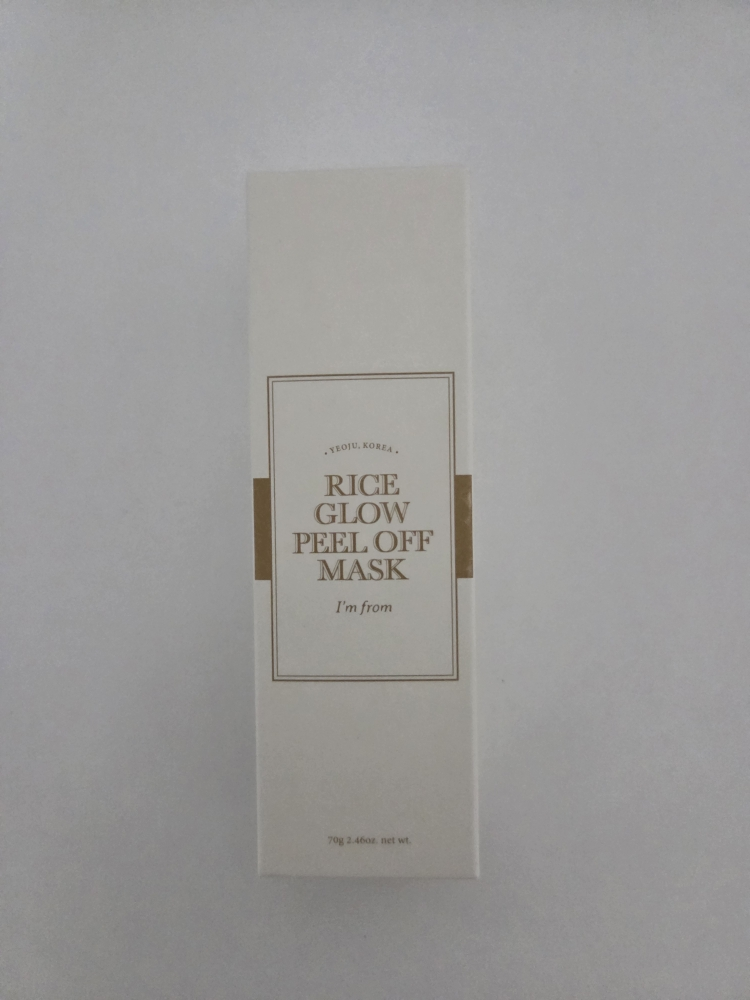 • YEOJU, KOREA •
RICE
GLOW
PEEL OFF
MASK
I'm from
70g 2.46oz. net wt.